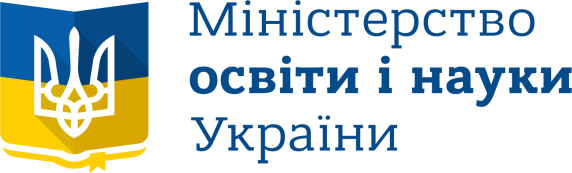 Міністерство
освіти і науки
України